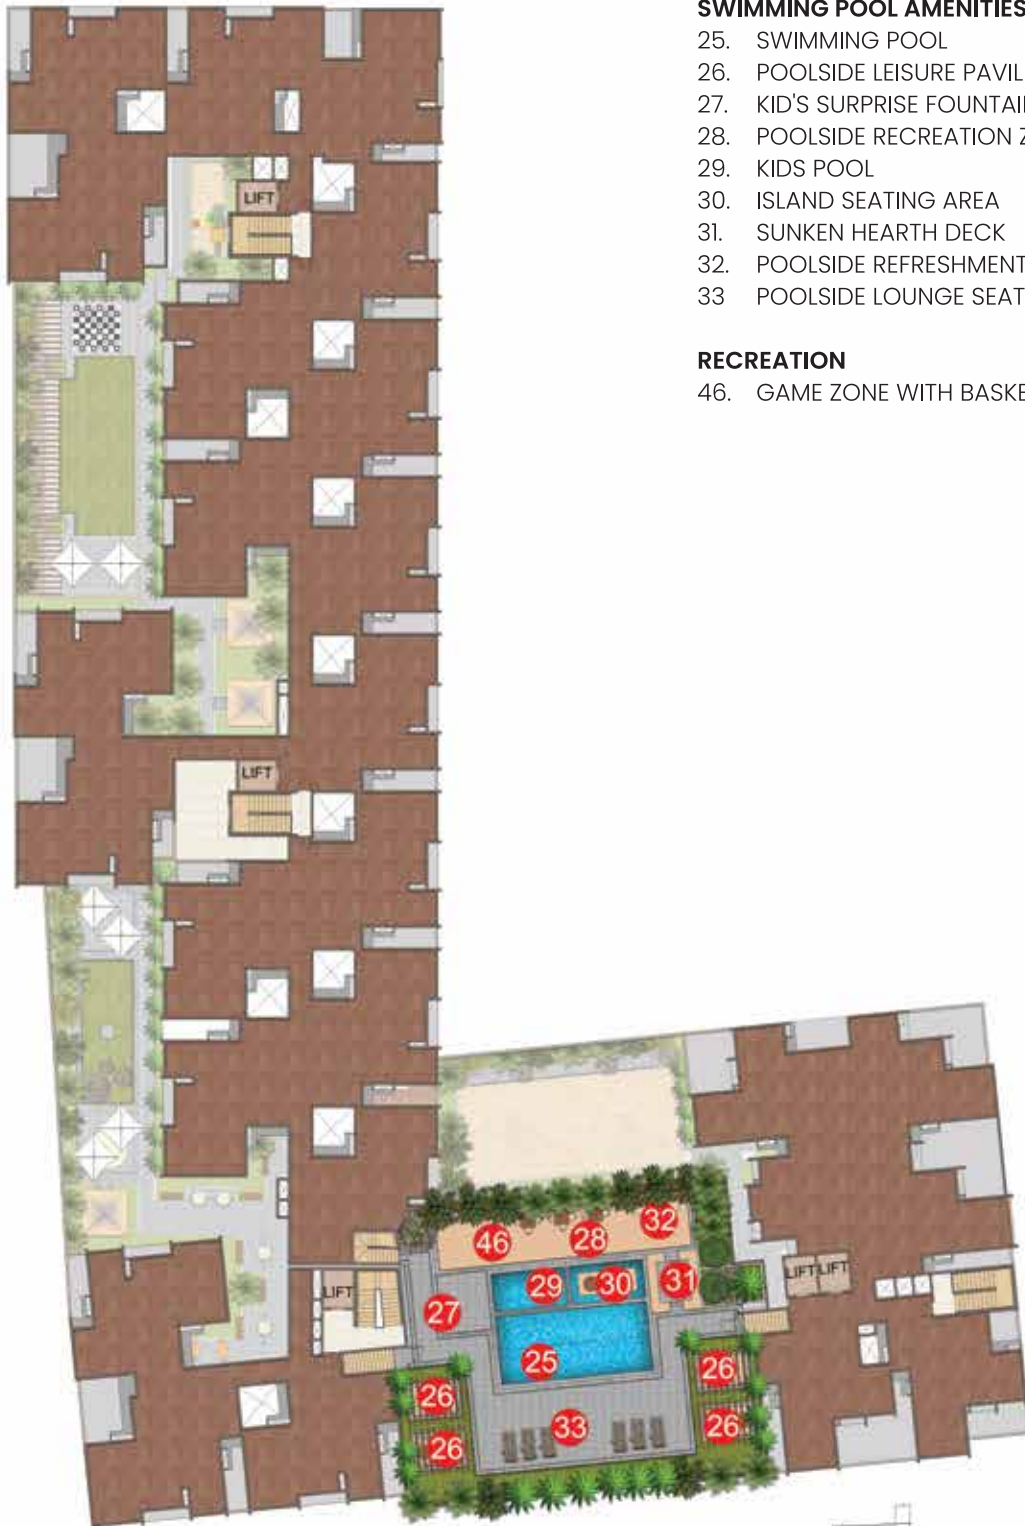 SWIMMING POOL AMENITIES
25. SWIMMING POOL
26. POOLSIDE LEISURE PAVIL
27. KID'S SURPRISE FOUNTAI
28. POOLSIDE RECREATION
29. KIDS POOL
30. ISLAND SEATING AREA
31. SUNKEN HEARTH DECK
32. POOLSIDE REFRESHMENT
33 POOLSIDE LOUNGE SEAT
RECREATION
46. GAME ZONE WITH BASKE
LIFT
LIFT
32
46
28
LIFT LIFT
29
30
31
LIFT
27
25
26
26
26
26
33